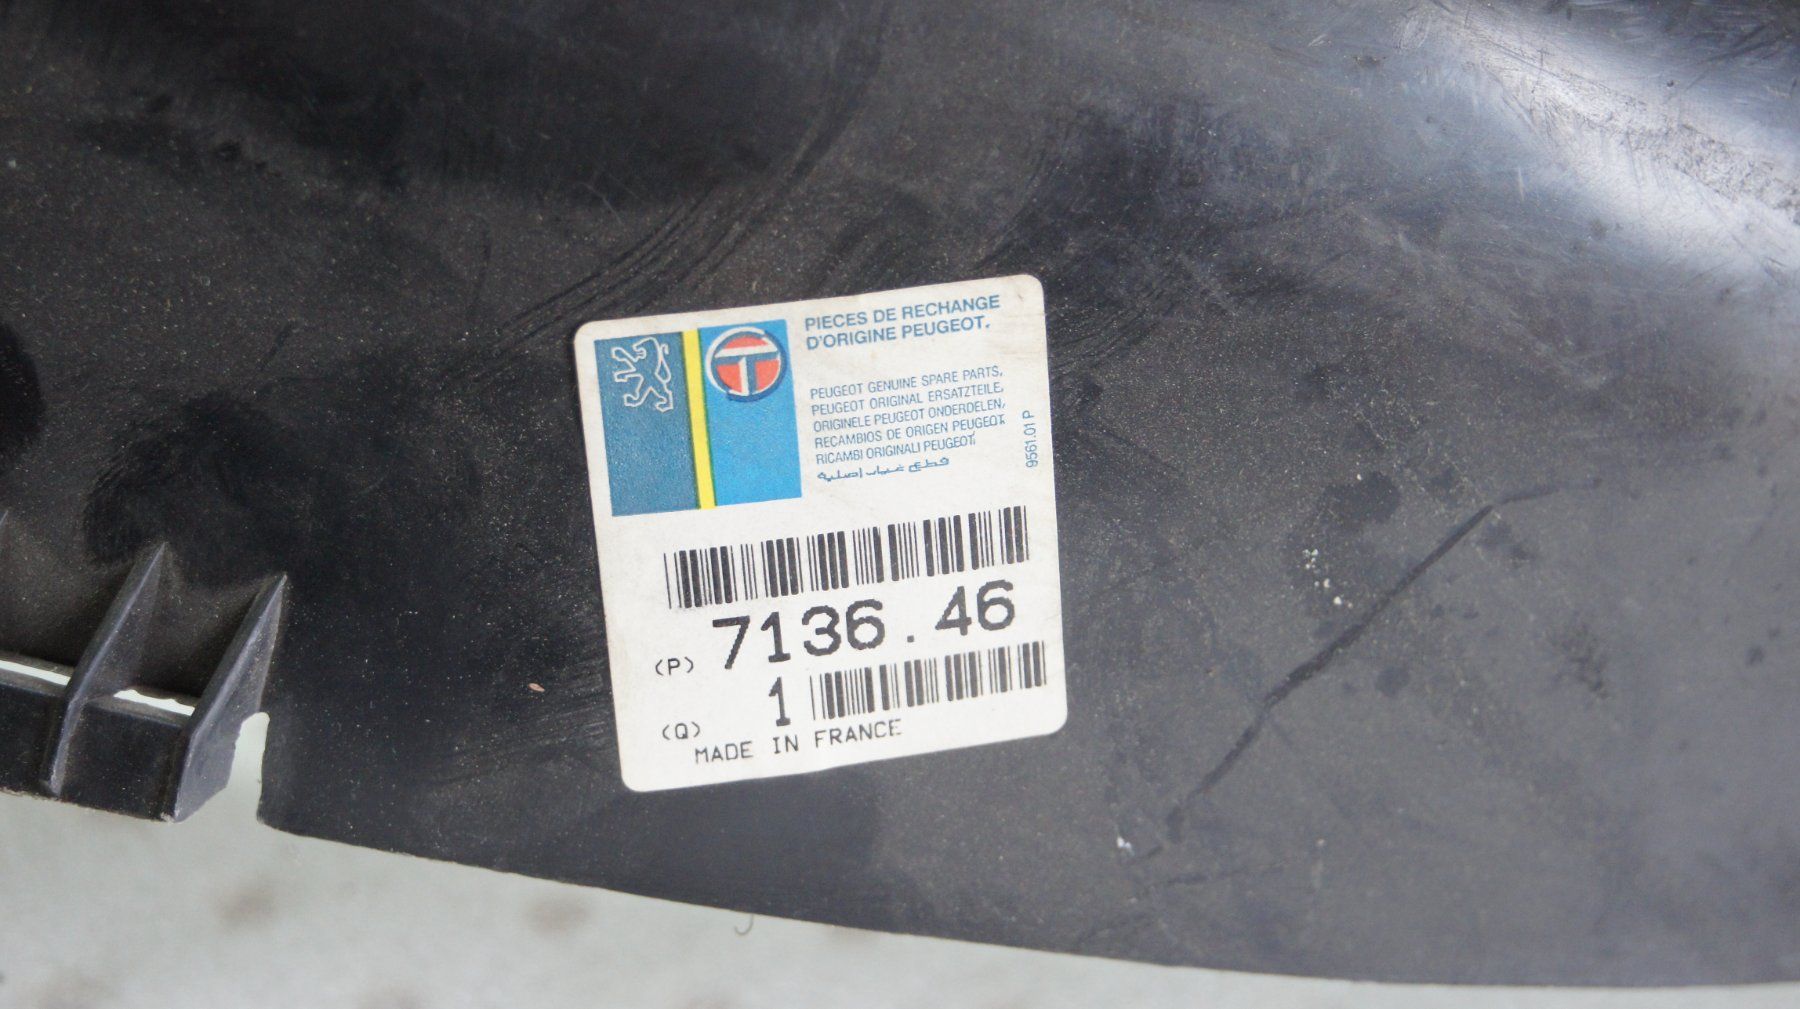 PIECES DE RECHANGE
D'ORIGINE PEUGEOT.
PEUGEOT GENUINE SPARE PARTS,
PEUGEOT ORIGINAL ERSATZTEILE,
ORIGINELE PEUGEOT ONDERDELEN,
RECAMBIOS DE ORIGEN PEUGEOT,
RICAMBI ORIGINALI PEUGEOT,
قطع غيار اصلية
9561.01 P
(P) 7136.46
(Q) 1
MADE IN FRANCE